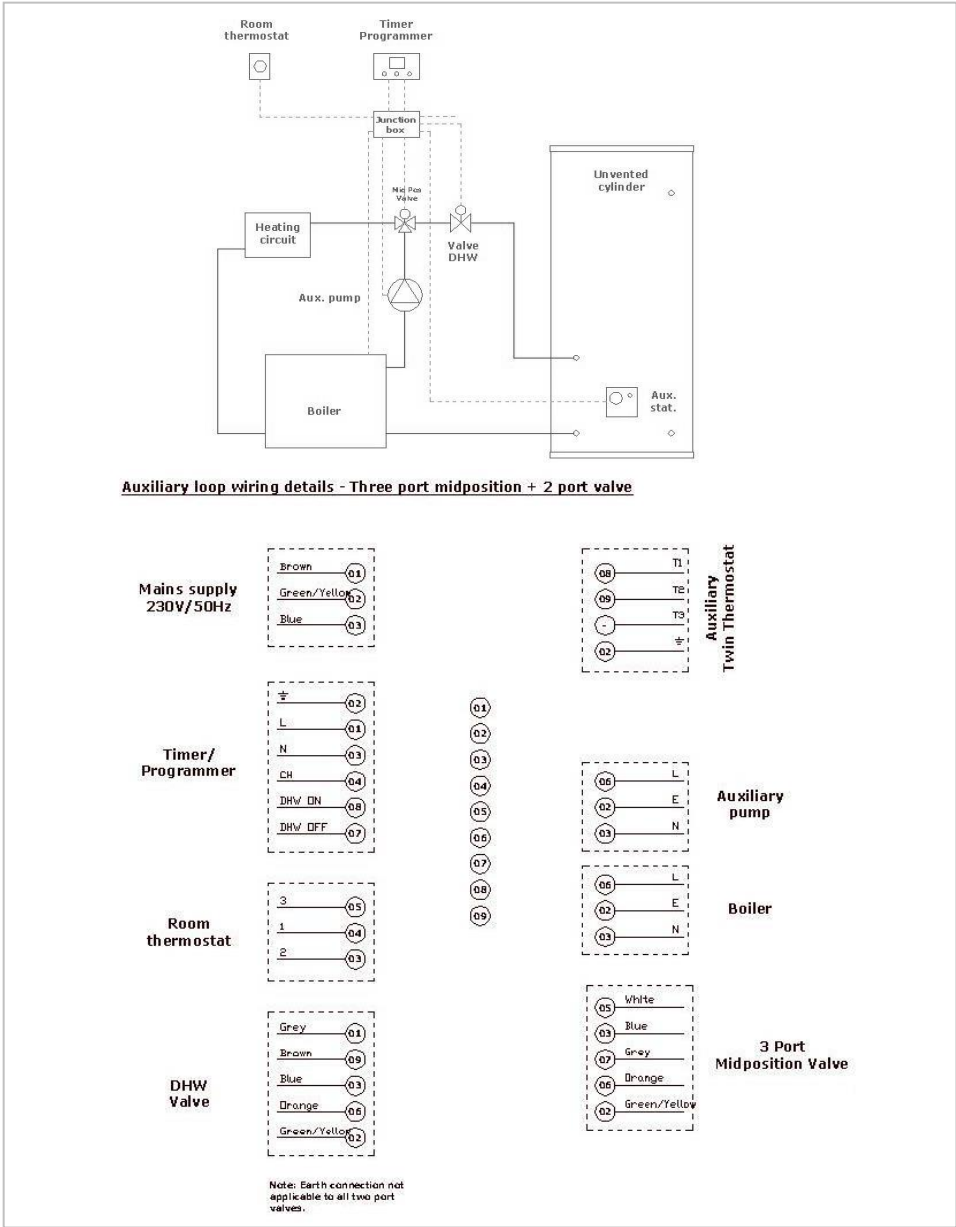 Room
thermostat
Timer
Programmer
Junction
box
Mid Pos
Valve
Valve
DHW
Heating
circuit
Aux. pump
Boiler
Unvented
cylinder
Aux.
stat.
Auxiliary loop wiring details - Three port midposition + 2 port valve
Mains supply
230V/50Hz
Brown 01
Green/Yellow 02
Blue 03
Timer/
Programmer
02
L 01
N 03
CH 04
DHW ON 08
DHW OFF 07
Room
thermostat
3 05
1 04
2 03
DHW
Valve
Grey 01
Brown 09
Blue 03
Orange 06
Green/Yellow 02
Note: Earth connection not
applicable to all two port
valves.
01
02
03
04
05
06
07
08
09
08 T1
09 T2
- T3
02
Auxiliary
Twin Thermostat
06 L
02 E
03 N
Auxiliary
pump
06 L
02 E
03 N
Boiler
05 White
03 Blue
07 Grey
06 Orange
02 Green/Yellow
3 Port
Midposition Valve